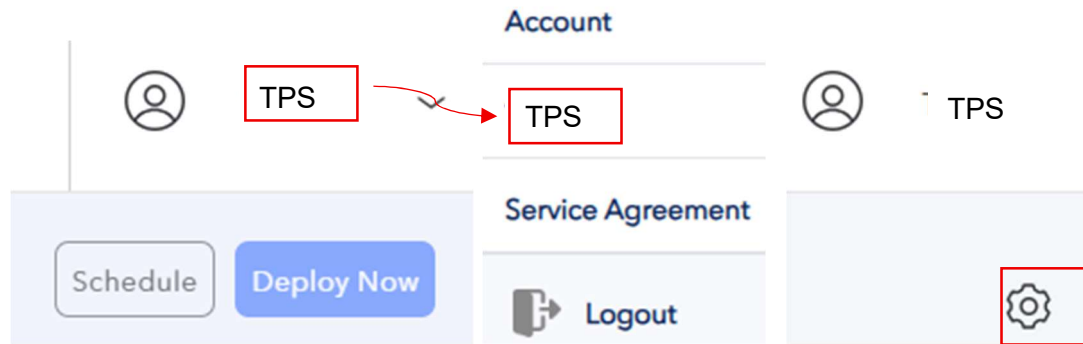 TPS
Schedule
Deploy Now
Account
TPS
Service Agreement
Logout
TPS